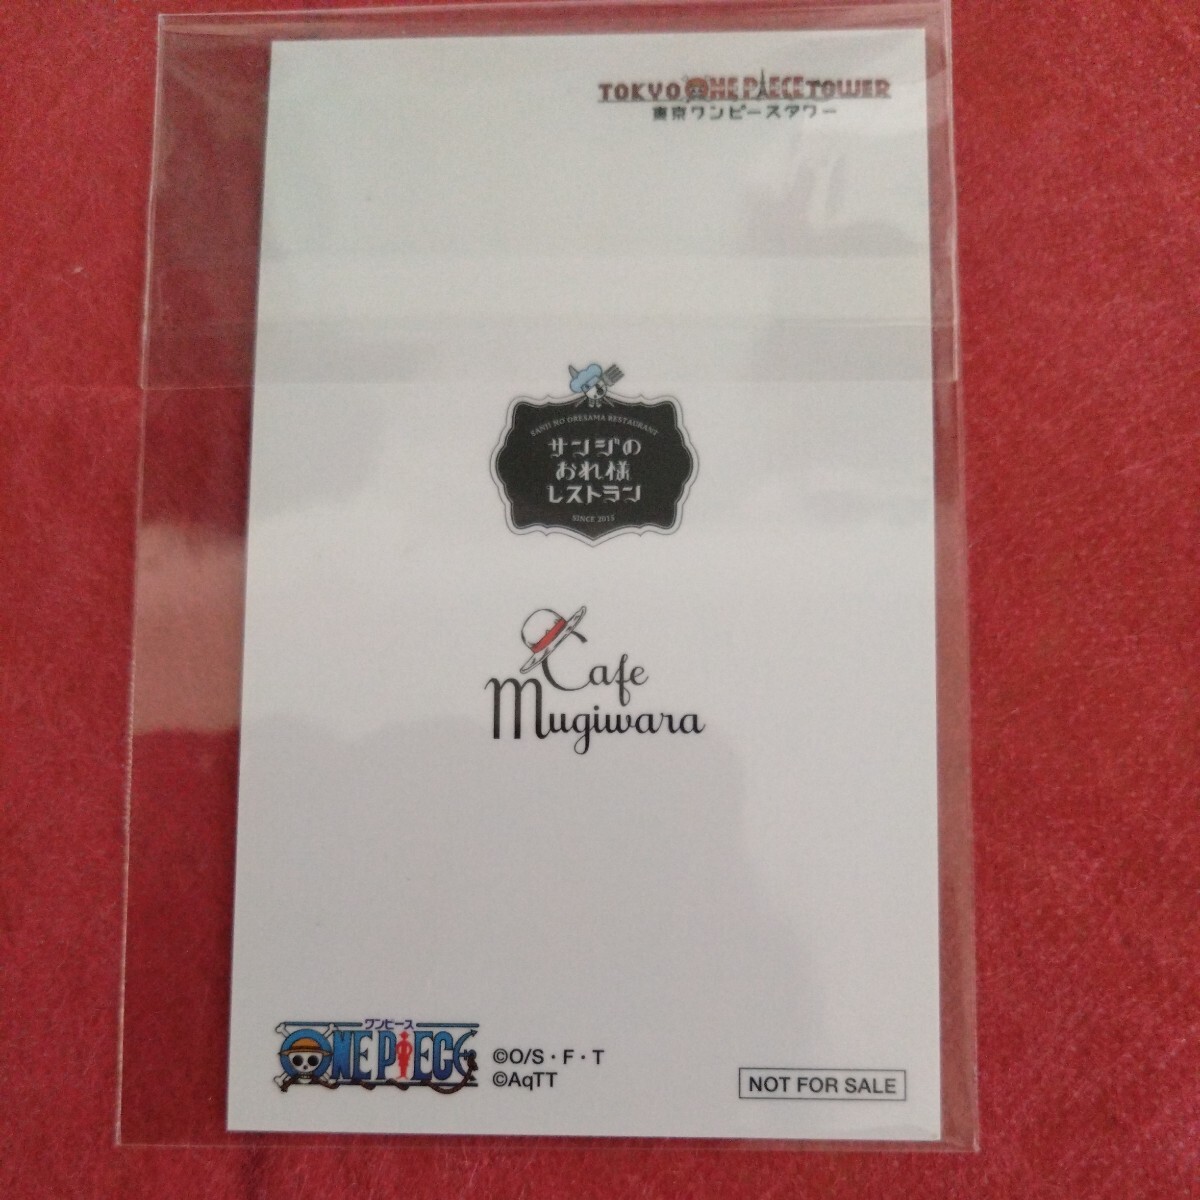 TOKYO ONE PIECE TOWER
東京ワンピースタワー
SANJI NO ORESAMA RESTAURANT
サンジの
おれ様
レストラン
SINCE 2015
Cafe
Mugiwara
ワンピース
ONE PIECE
©O/S・F・T
©AqTT
NOT FOR SALE